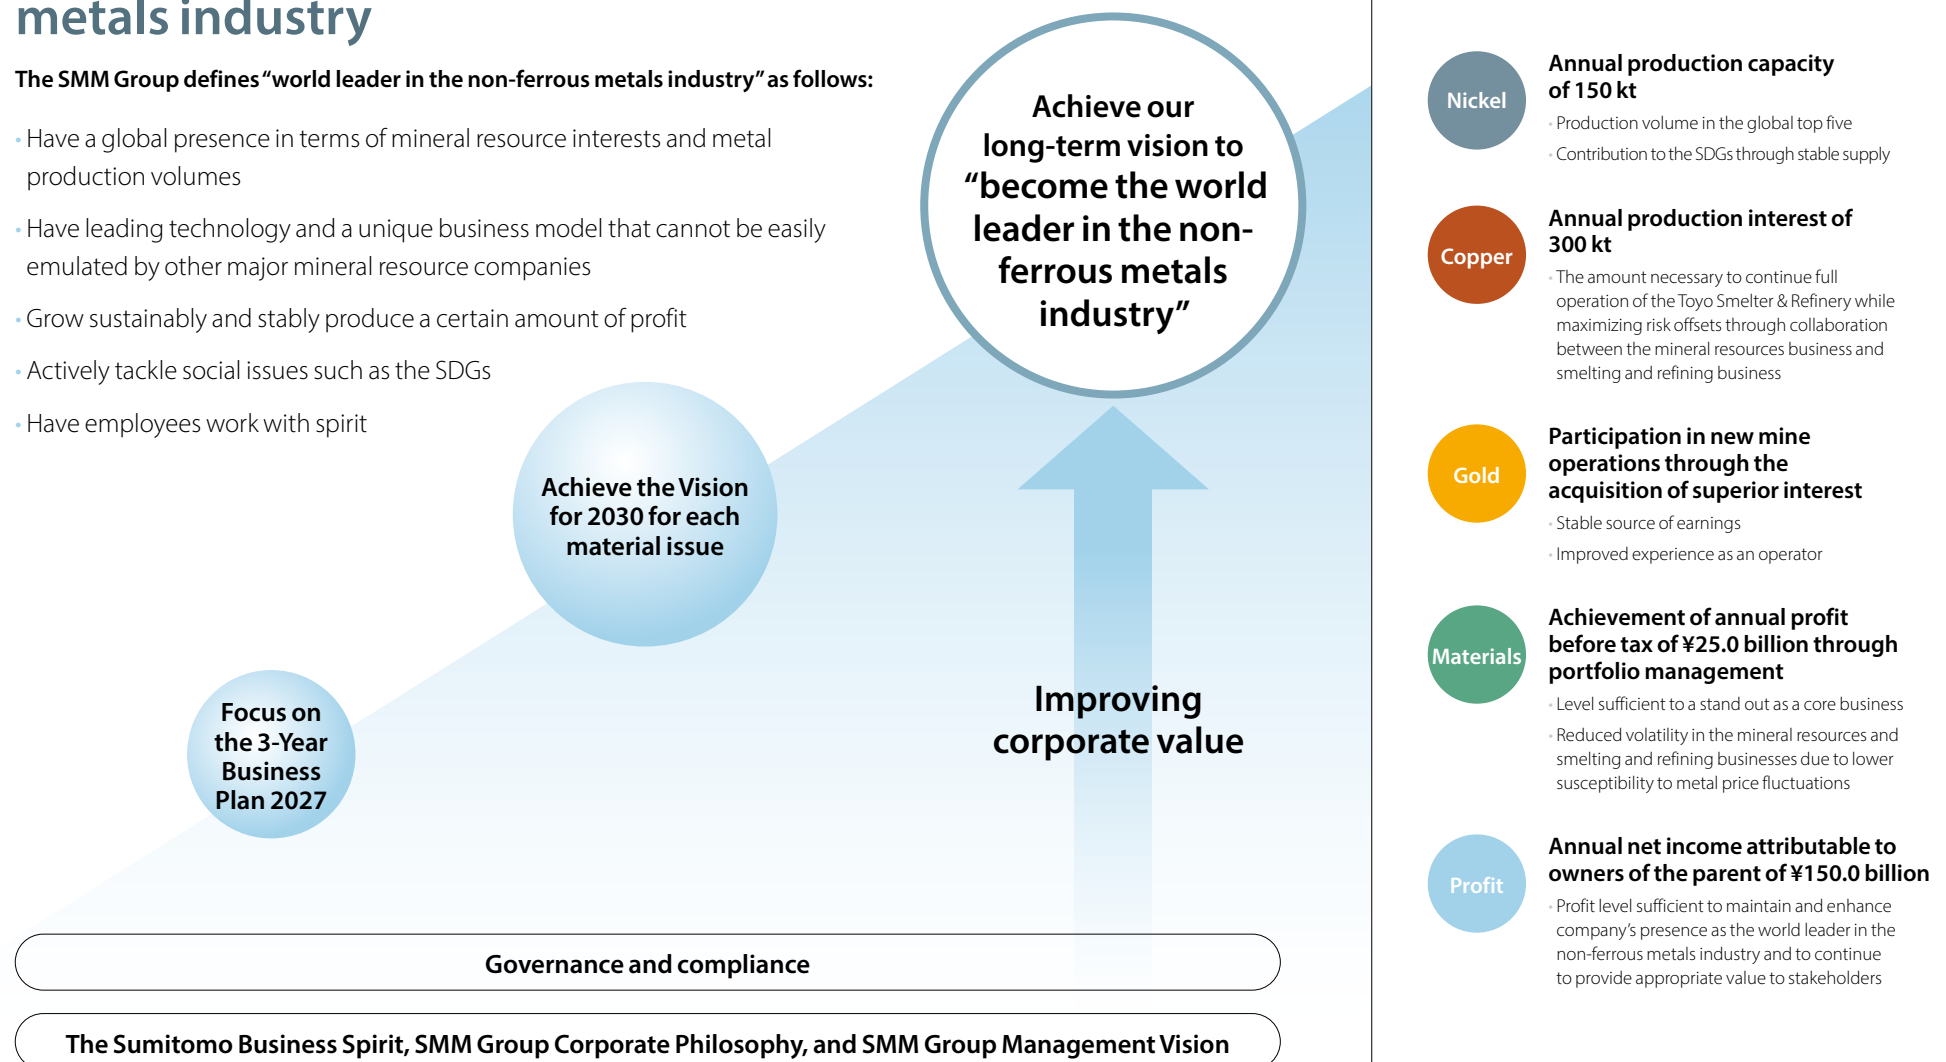 metals industry
The SMM Group defines “world leader in the non-ferrous metals industry” as follows:
• Have a global presence in terms of mineral resource interests and metal
production volumes
• Have leading technology and a unique business model that cannot be easily
emulated by other major mineral resource companies
• Grow sustainably and stably produce a certain amount of profit
• Actively tackle social issues such as the SDGs
• Have employees work with spirit
Focus on
the 3-Year
Business
Plan 2027
Achieve the Vision
for 2030 for each
material issue
Achieve our
long-term vision to
“become the world
leader in the non-
ferrous metals
industry”
Improving
corporate value
Governance and compliance
The Sumitomo Business Spirit, SMM Group Corporate Philosophy, and SMM Group Management Vision
Nickel
Annual production capacity
of 150 kt
• Production volume in the global top five
• Contribution to the SDGs through stable supply
Copper
Annual production interest of
300 kt
• The amount necessary to continue full
operation of the Toyo Smelter & Refinery while
maximizing risk offsets through collaboration
between the mineral resources business and
smelting and refining business
Gold
Participation in new mine
operations through the
acquisition of superior interest
• Stable source of earnings
• Improved experience as an operator
Materials
Achievement of annual profit
before tax of ¥25.0 billion through
portfolio management
• Level sufficient to a stand out as a core business
• Reduced volatility in the mineral resources and
smelting and refining businesses due to lower
susceptibility to metal price fluctuations
Profit
Annual net income attributable to
owners of the parent of ¥150.0 billion
• Profit level sufficient to maintain and enhance
company’s presence as the world leader in the
non-ferrous metals industry and to continue
to provide appropriate value to stakeholders